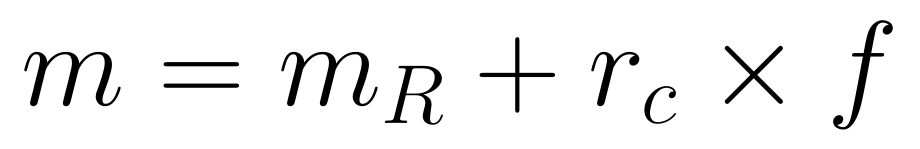 m = m_R + r_c × f